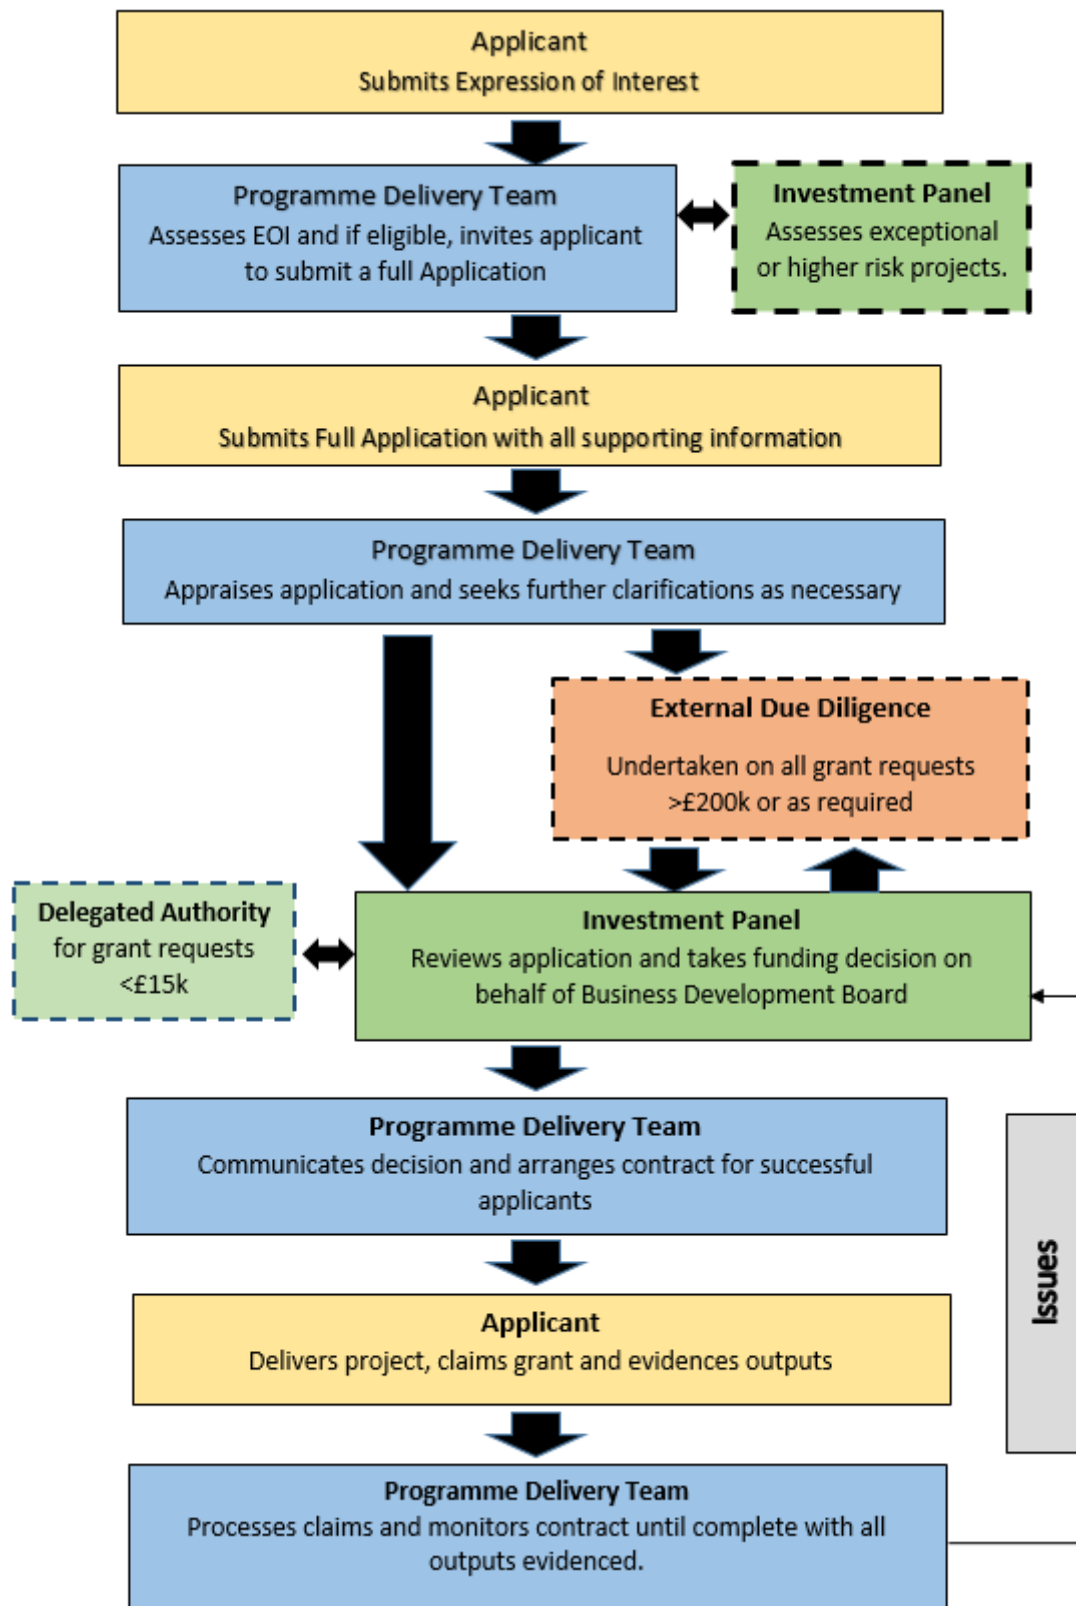 Applicant
Submits Expression of Interest
Programme Delivery Team
Assesses EOI and if eligible, invites applicant
to submit a full Application
Investment Panel
Assesses exceptional
or higher risk projects.
Applicant
Submits Full Application with all supporting information
Programme Delivery Team
Appraises application and seeks further clarifications as necessary
External Due Diligence
Undertaken on all grant requests
>£200k or as required
Delegated Authority
for grant requests
<£15k
Investment Panel
Reviews application and takes funding decision on
behalf of Business Development Board
Programme Delivery Team
Communicates decision and arranges contract for successful
applicants
Issues
Applicant
Delivers project, claims grant and evidences outputs
Programme Delivery Team
Processes claims and monitors contract until complete with all
outputs evidenced.